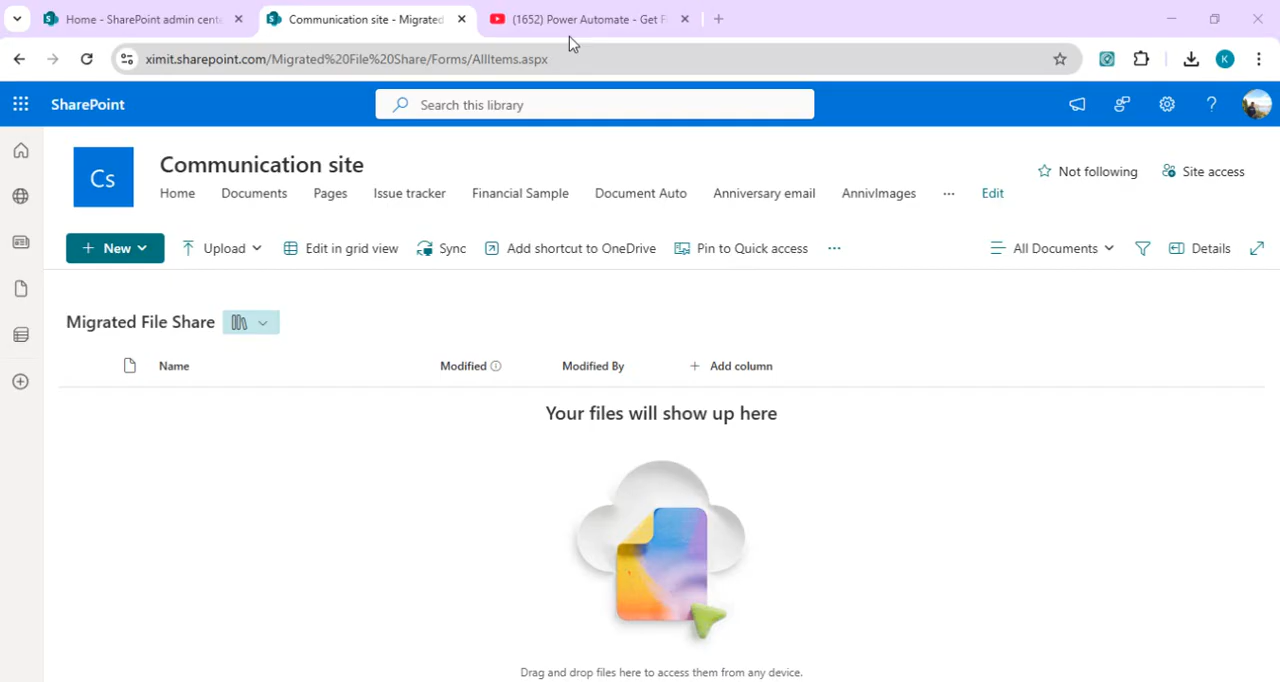 Home - SharePoint admin cente
Communication site - Migrated
(1652) Power Automate - Get Fi
ximit.sharepoint.com/Migrated%20File%20Share/Forms/AllItems.aspx
K
SharePoint
Search this library
?
Cs
Communication site
Not following
Site access
Home
Documents
Pages
Issue tracker
Financial Sample
Document Auto
Anniversary email
AnnivImages
...
Edit
+ New
Upload
Edit in grid view
Sync
Add shortcut to OneDrive
Pin to Quick access
...
All Documents
Details
Migrated File Share
Name
Modified
Modified By
+ Add column
Your files will show up here
Drag and drop files here to access them from any device.